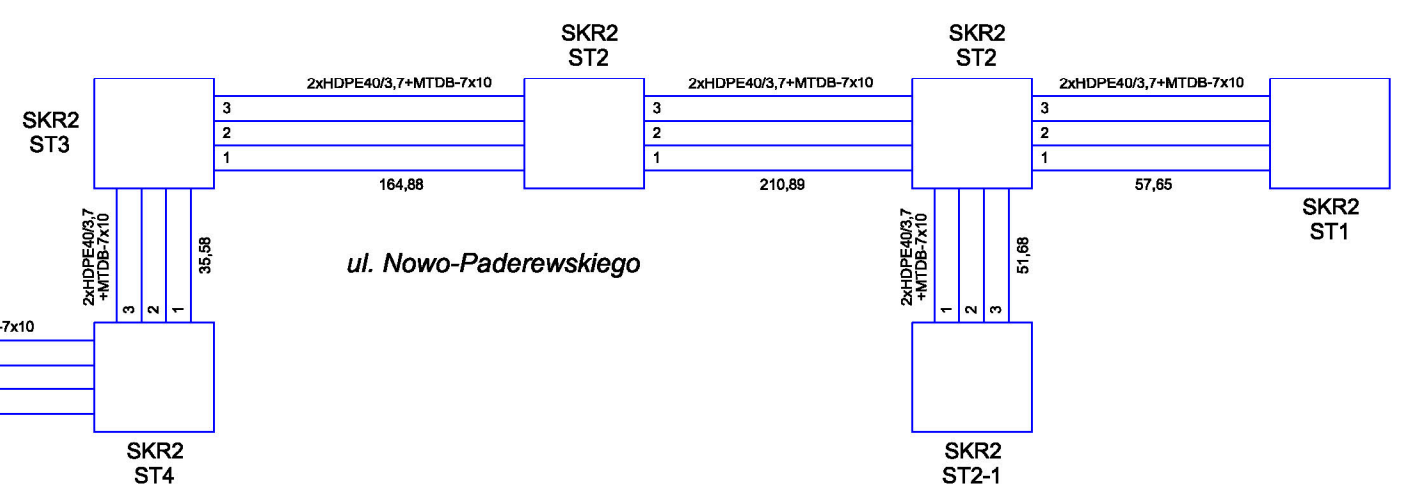 SKR2
ST2
SKR2
ST2
2xHDPE40/3,7+MTDB-7x10
2xHDPE40/3,7+MTDB-7x10
2xHDPE40/3,7+MTDB-7x10
SKR2
ST3
3
2
1
3
2
1
3
2
1
164,88
210,89
57,65
SKR2
ST1
2xHDPE40/3,7
+MTDB-7x10
35,58
3
2
1
ul. Nowo-Paderewskiego
2xHDPE40/3,7
+MTDB-7x10
51,68
1
2
3
-7x10
SKR2
ST4
SKR2
ST2-1